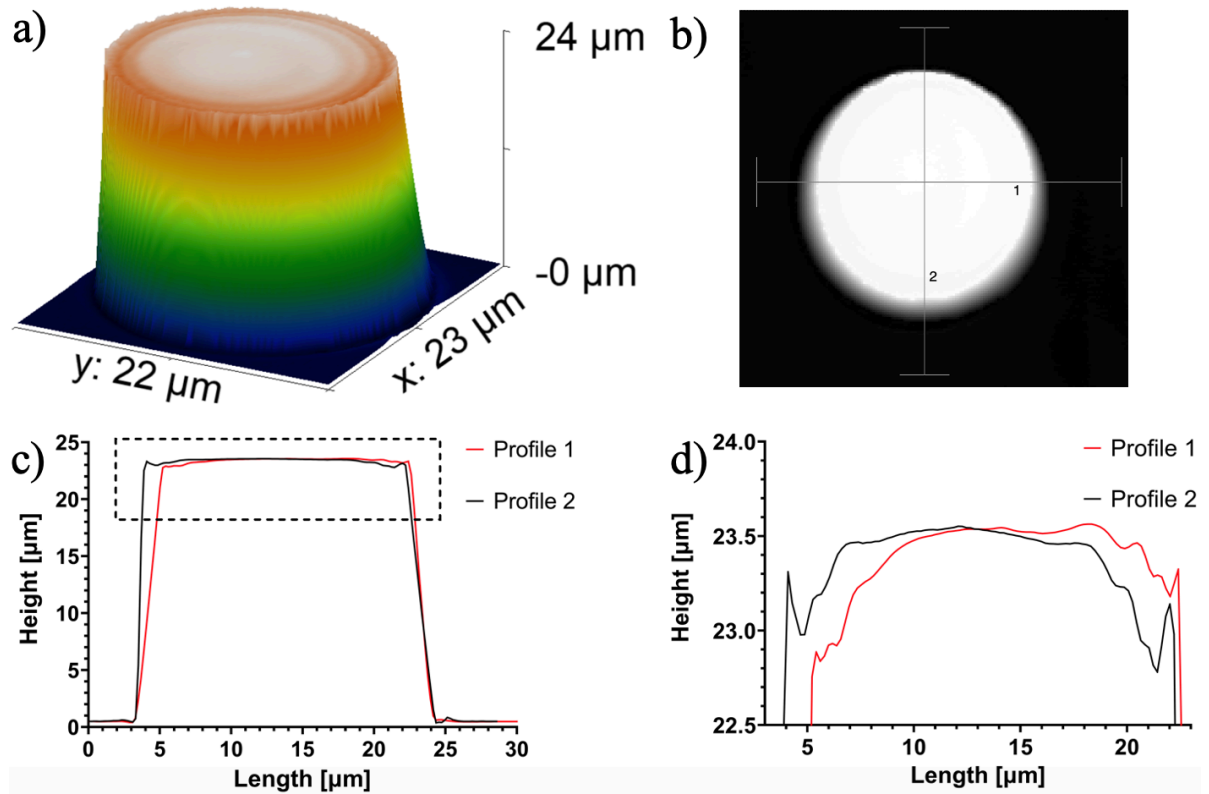 a)
24 µm
-0 µm
x: 23 µm
y: 22 µm
b)
1
2
c)
25
20
15
10
5
0
Height [µm]
0 5 10 15 20 25 30
Length [µm]
Profile 1
Profile 2
d)
24.0
23.5
23.0
22.5
Height [µm]
5 10 15 20
Length [µm]
Profile 1
Profile 2